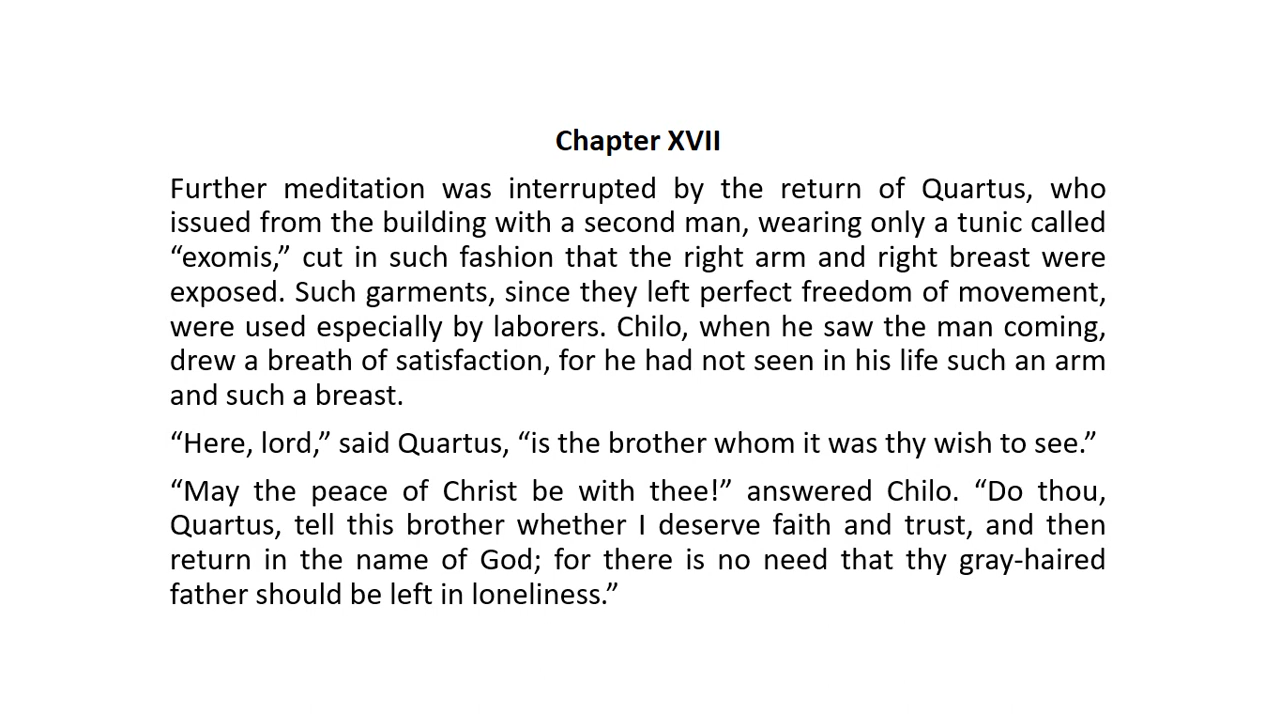 Chapter XVII
Further meditation was interrupted by the return of Quartus, who
issued from the building with a second man, wearing only a tunic called
“exomis,” cut in such fashion that the right arm and right breast were
exposed. Such garments, since they left perfect freedom of movement,
were used especially by laborers. Chilo, when he saw the man coming,
drew a breath of satisfaction, for he had not seen in his life such an arm
and such a breast.
“Here, lord,” said Quartus, “is the brother whom it was thy wish to see.”
“May the peace of Christ be with thee!” answered Chilo. “Do thou,
Quartus, tell this brother whether I deserve faith and trust, and then
return in the name of God; for there is no need that thy gray-haired
father should be left in loneliness.”